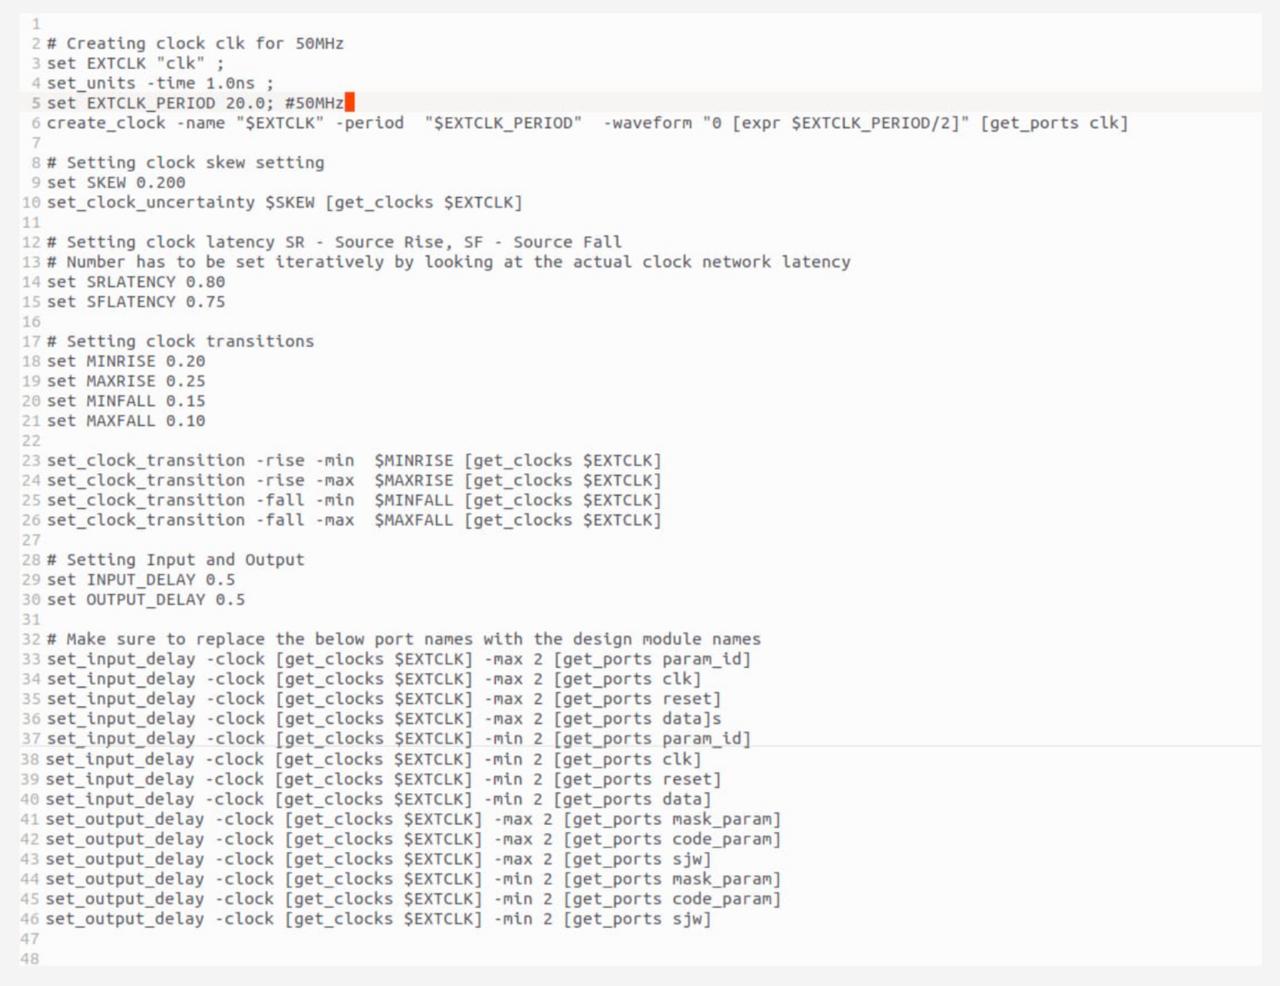 1
2 # Creating clock clk for 50MHz
3 set EXTCLK "clk" ;
4 set_units -time 1.0ns ;
5 set EXTCLK_PERIOD 20.0; #50MHz
6 create_clock -name "$EXTCLK" -period  "$EXTCLK_PERIOD"  -waveform "0 [expr $EXTCLK_PERIOD/2]" [get_ports clk]
7
8 # Setting clock skew setting
9 set SKEW 0.200
10 set_clock_uncertainty $SKEW [get_clocks $EXTCLK]
11
12 # Setting clock latency SR - Source Rise, SF - Source Fall
13 # Number has to be set iteratively by looking at the actual clock network latency
14 set SRLATENCY 0.80
15 set SFLATENCY 0.75
16
17 # Setting clock transitions
18 set MINRISE 0.20
19 set MAXRISE 0.25
20 set MINFALL 0.15
21 set MAXFALL 0.10
22
23 set_clock_transition -rise -min  $MINRISE [get_clocks $EXTCLK]
24 set_clock_transition -rise -max  $MAXRISE [get_clocks $EXTCLK]
25 set_clock_transition -fall -min  $MINFALL [get_clocks $EXTCLK]
26 set_clock_transition -fall -max  $MAXFALL [get_clocks $EXTCLK]
27
28 # Setting Input and Output
29 set INPUT_DELAY 0.5
30 set OUTPUT_DELAY 0.5
31
32 # Make sure to replace the below port names with the design module names
33 set_input_delay -clock [get_clocks $EXTCLK] -max 2 [get_ports param_id]
34 set_input_delay -clock [get_clocks $EXTCLK] -max 2 [get_ports clk]
35 set_input_delay -clock [get_clocks $EXTCLK] -max 2 [get_ports reset]
36 set_input_delay -clock [get_clocks $EXTCLK] -max 2 [get_ports data]s
37 set_input_delay -clock [get_clocks $EXTCLK] -min 2 [get_ports param_id]
38 set_input_delay -clock [get_clocks $EXTCLK] -min 2 [get_ports clk]
39 set_input_delay -clock [get_clocks $EXTCLK] -min 2 [get_ports reset]
40 set_input_delay -clock [get_clocks $EXTCLK] -min 2 [get_ports data]
41 set_output_delay -clock [get_clocks $EXTCLK] -max 2 [get_ports mask_param]
42 set_output_delay -clock [get_clocks $EXTCLK] -max 2 [get_ports code_param]
43 set_output_delay -clock [get_clocks $EXTCLK] -max 2 [get_ports sjw]
44 set_output_delay -clock [get_clocks $EXTCLK] -min 2 [get_ports mask_param]
45 set_output_delay -clock [get_clocks $EXTCLK] -min 2 [get_ports code_param]
46 set_output_delay -clock [get_clocks $EXTCLK] -min 2 [get_ports sjw]
47
48